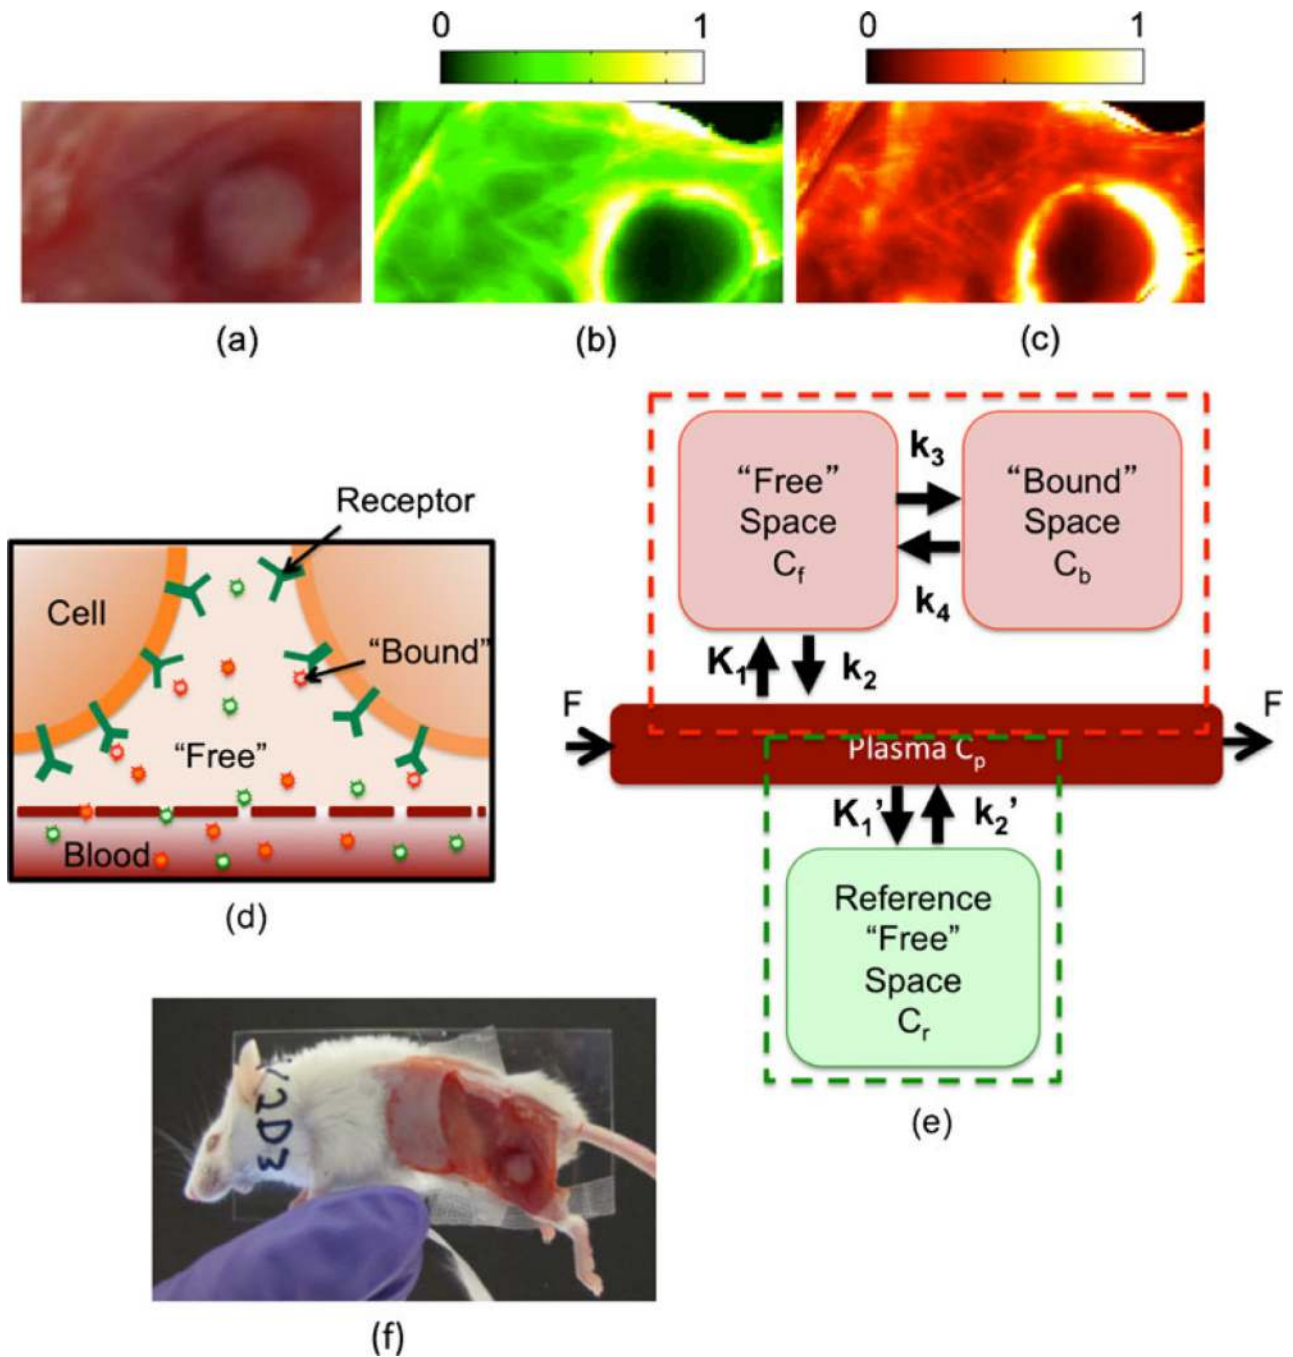 0 1 0 1
(a) (b) (c)
Receptor
Cell
“Bound”
“Free”
Blood
(d)
“Free”
Space
C_f
k_3
k_4
“Bound”
Space
C_b
K_1
k_2
F
Plasma C_p
F
K_1’
k_2’
Reference
“Free”
Space
C_r
(e)
(f)